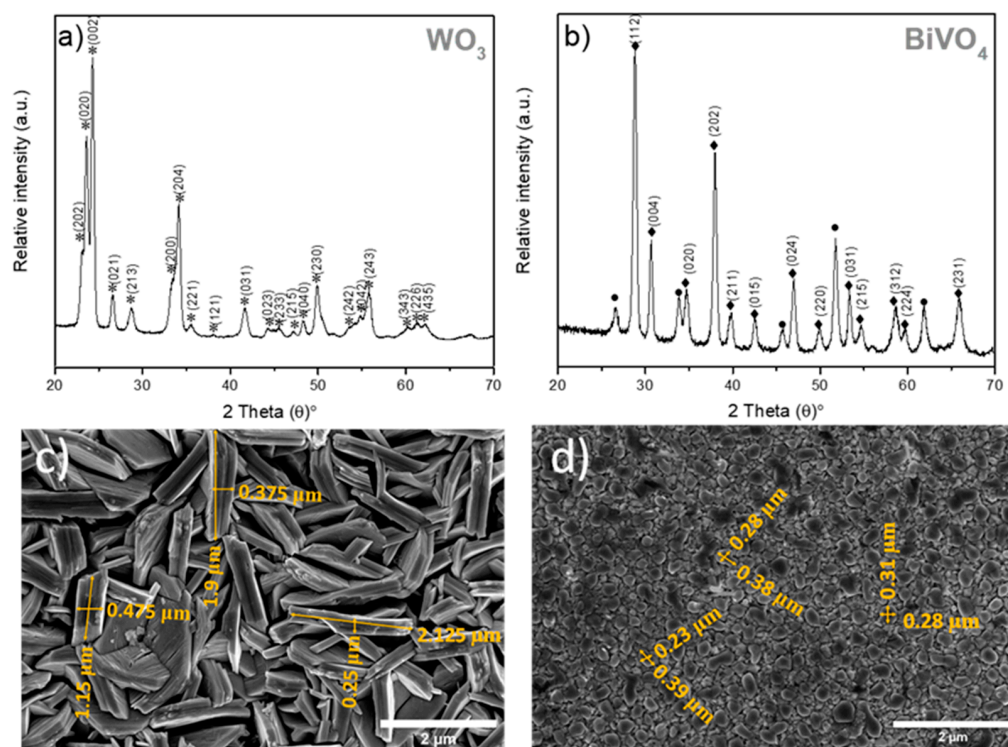 a)
WO3
Relative intensity (a.u.)
*(202)
*(020)
*(002)
*(021)
*(213)
*(200)
*(204)
*(221)
*(121)
*(031)
*(023)
*(233)
*(215)
*(040)
*(230)
*(242)
*(042)
*(243)
*(343)
*(226)
*(435)
20 30 40 50 60 70
2 Theta (θ)°
b)
BiVO4
Relative intensity (a.u.)
(112)
(004)
(020)
(202)
(211)
(015)
(024)
(220)
(031)
(215)
(312)
(224)
(231)
20 30 40 50 60 70
2 Theta (θ)°
c)
0.375 µm
1.9 µm
0.475 µm
1.15 µm
2.125 µm
0.25 µm
2 µm
d)
0.28 µm
0.38 µm
0.31 µm
0.28 µm
0.23 µm
0.39 µm
2 µm